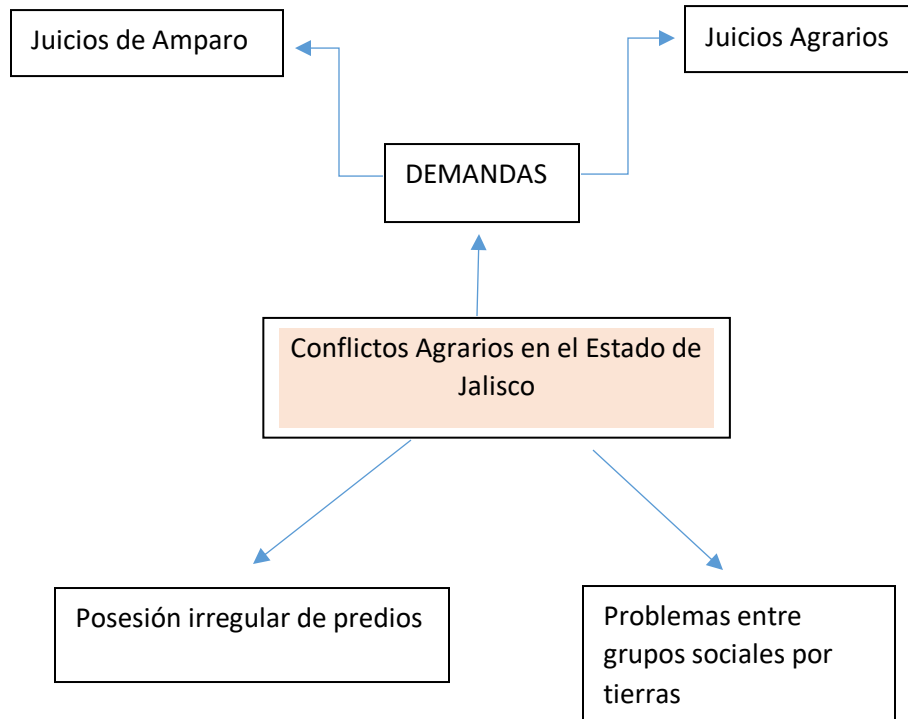 Juicios de Amparo
Juicios Agrarios
DEMANDAS
Conflictos Agrarios en el Estado de
Jalisco
Posesión irregular de predios
Problemas entre
grupos sociales por
tierras